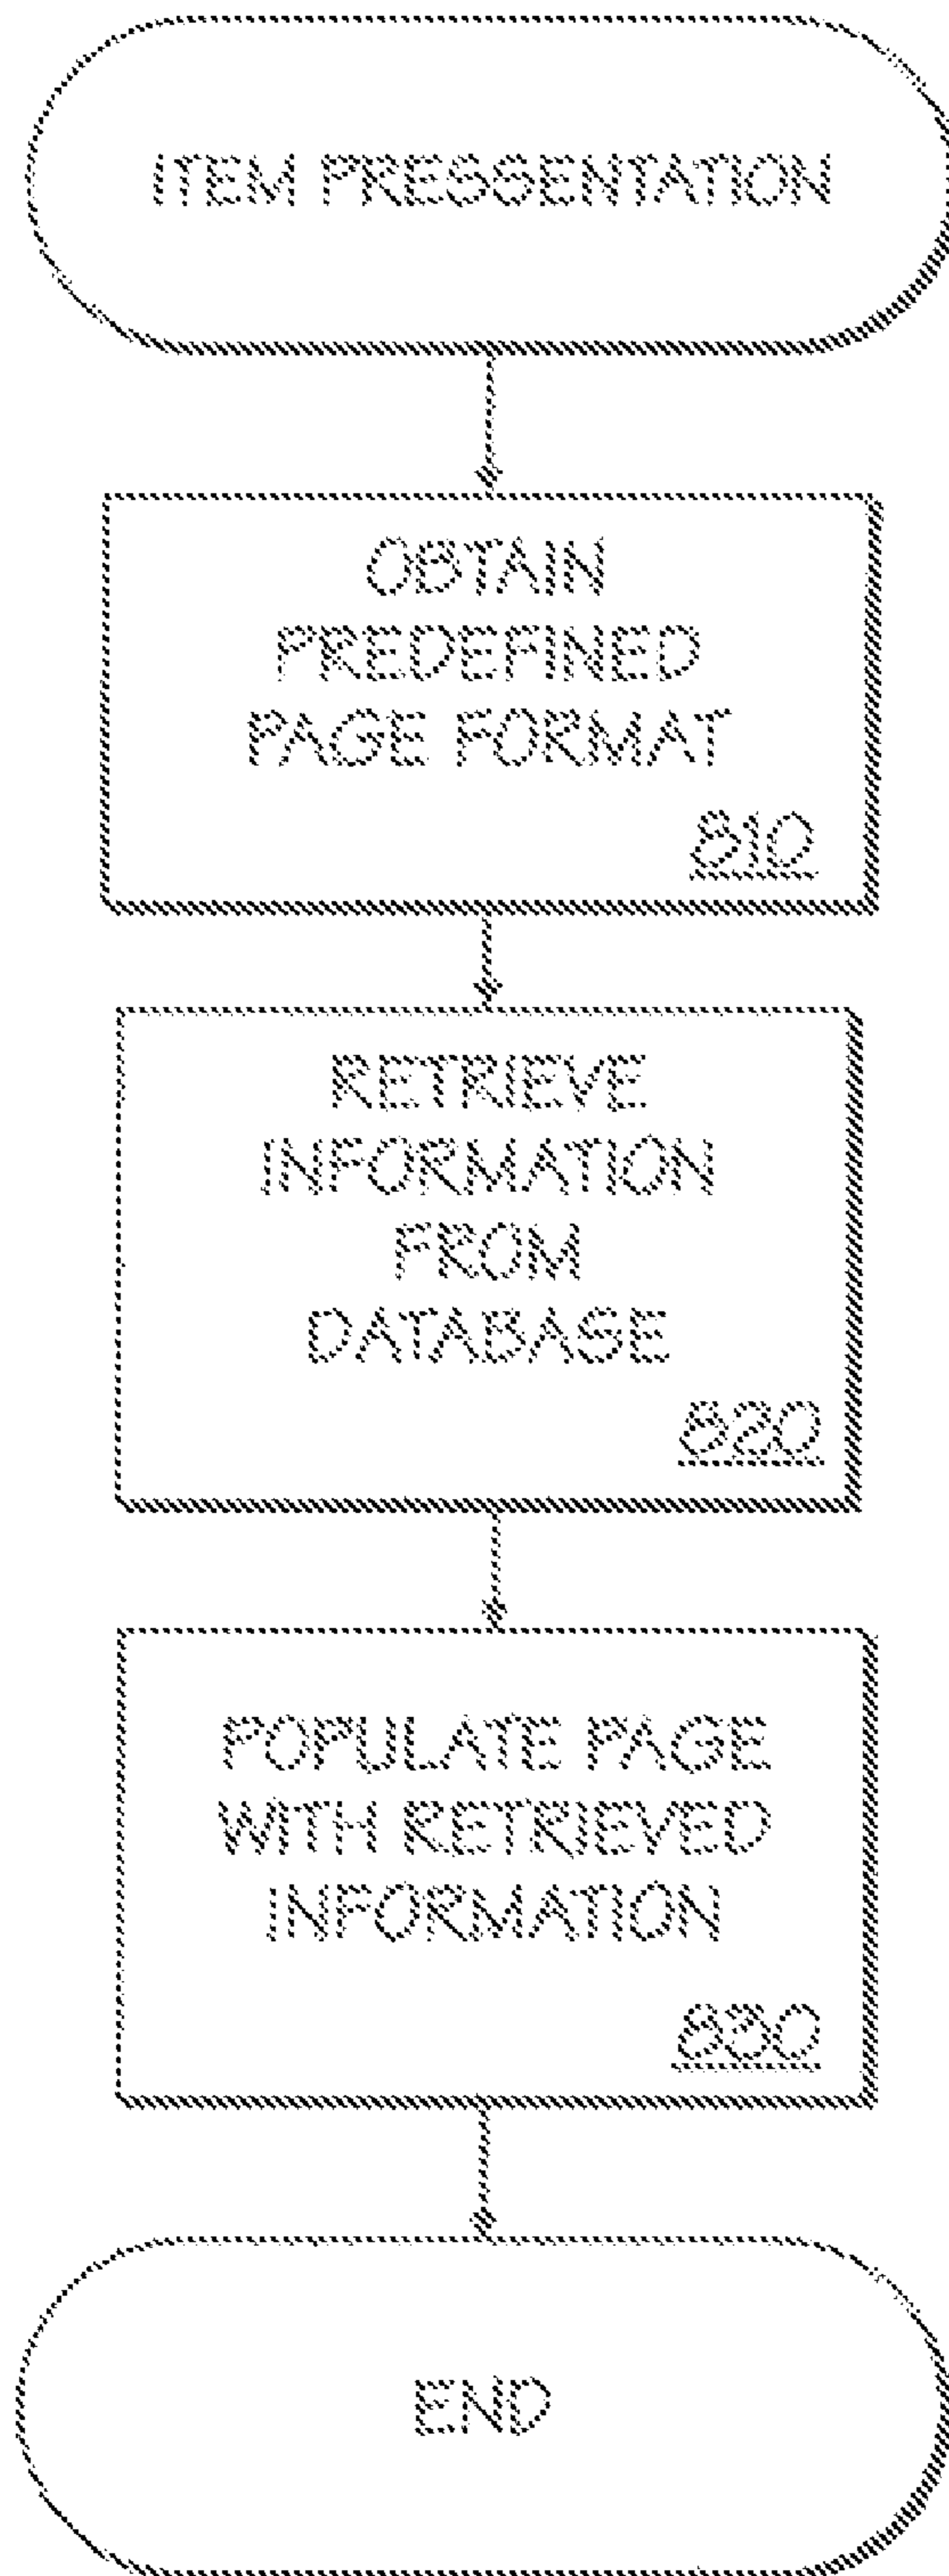 ITEM PRESSENTATION
OBTAIN
PREDEFINED
PAGE FORMAT
810
RETRIEVE
INFORMATION
FROM
DATABASE
820
POPULATE PAGE
WITH RETRIEVED
INFORMATION
830
END